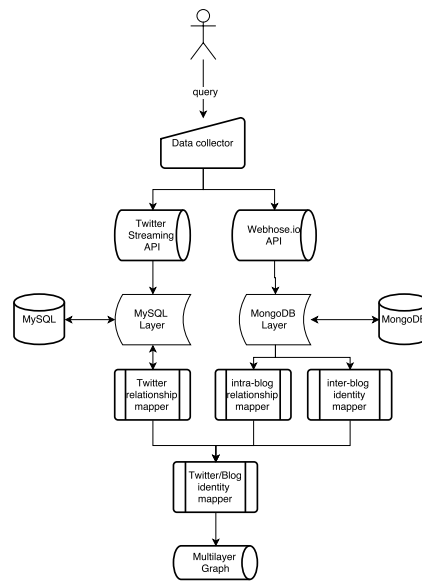 query
Data collector
Twitter
Streaming
API
Webhose.io
API
MySQL
MySQL
Layer
MongoDB
Layer
MongoDB
Twitter
relationship
mapper
intra-blog
relationship
mapper
inter-blog
identity
mapper
Twitter/Blog
identity
mapper
Multilayer
Graph